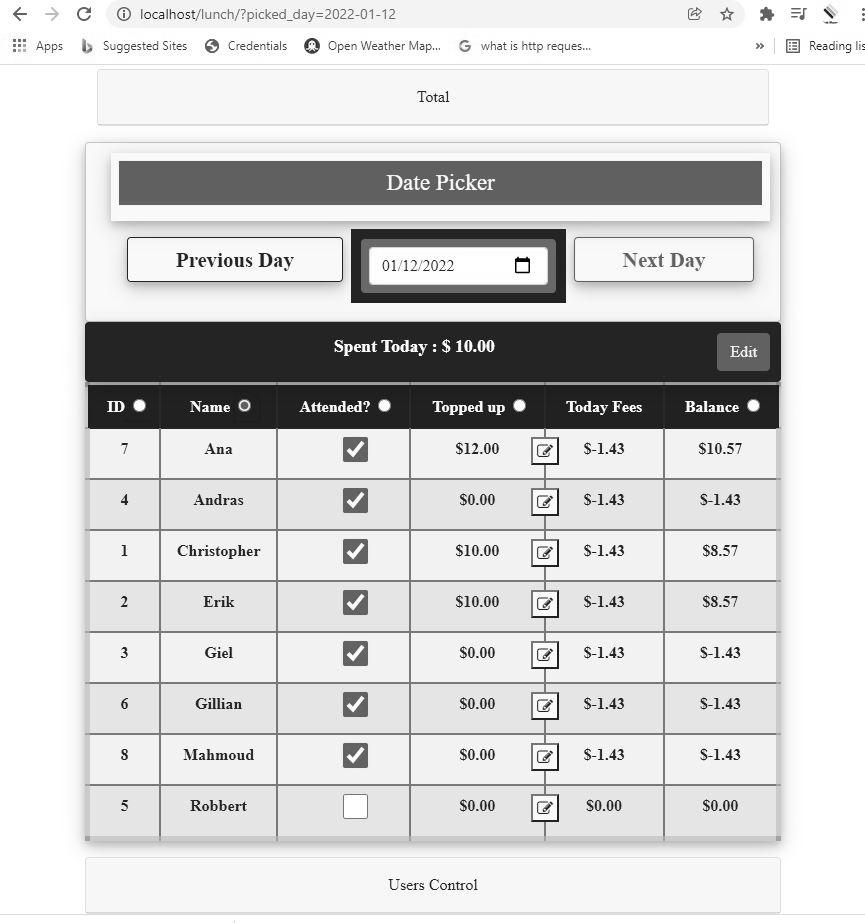 localhost/lunch/?picked_day=2022-01-12
Apps Suggested Sites Credentials Open Weather Map... G what is http reques... » Reading lis
Total
Date Picker
Previous Day 01/12/2022 Next Day
Spent Today : $ 10.00 Edit
ID Name Attended? Topped up Today Fees Balance
7 Ana $12.00 $-1.43 $10.57
4 Andras $0.00 $-1.43 $-1.43
1 Christopher $10.00 $-1.43 $8.57
2 Erik $10.00 $-1.43 $8.57
3 Giel $0.00 $-1.43 $-1.43
6 Gillian $0.00 $-1.43 $-1.43
8 Mahmoud $0.00 $-1.43 $-1.43
5 Robbert $0.00 $0.00 $0.00
Users Control